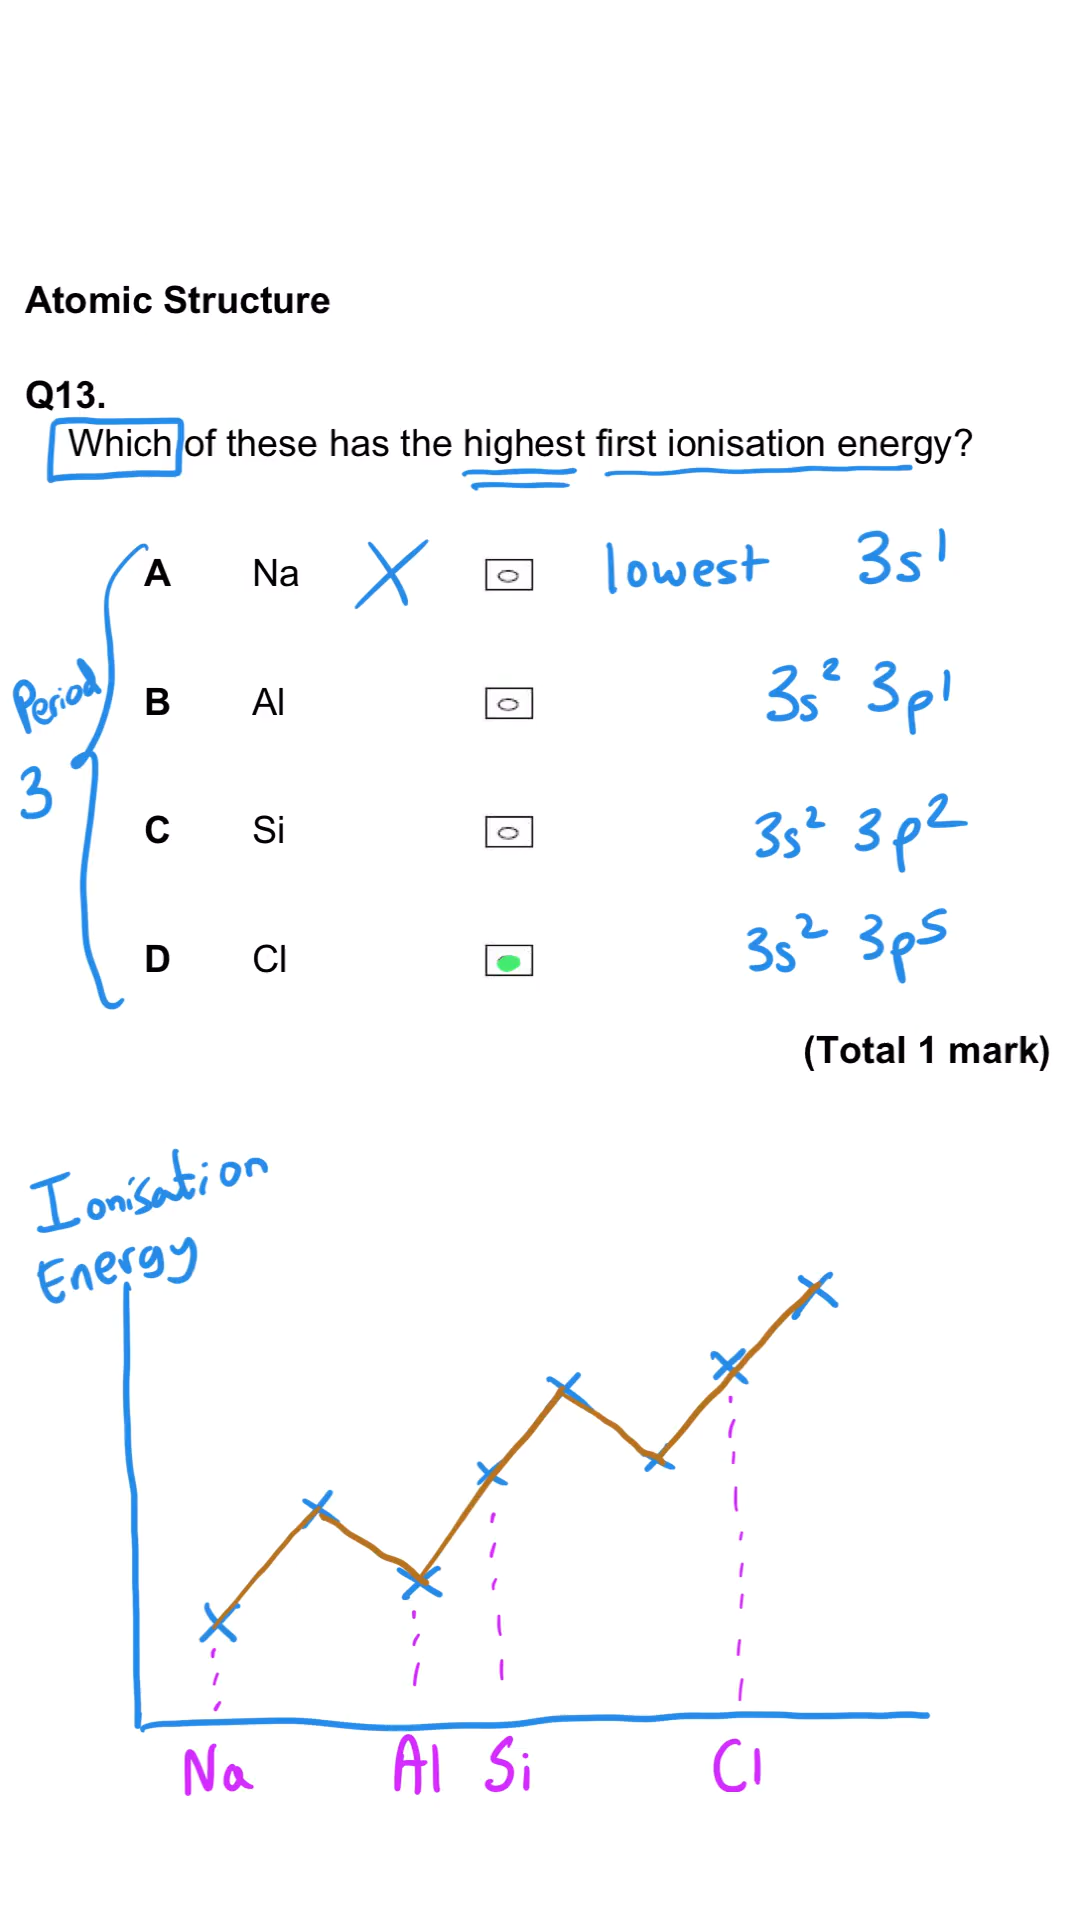 Atomic Structure
Q13.
Which of these has the highest first ionisation energy?
A Na X lowest 3s¹
B Al 3s² 3p¹
Period
3
C Si 3s² 3p²
D Cl 3s² 3p⁵
(Total 1 mark)
Ionisation
Energy
Na Al Si Cl